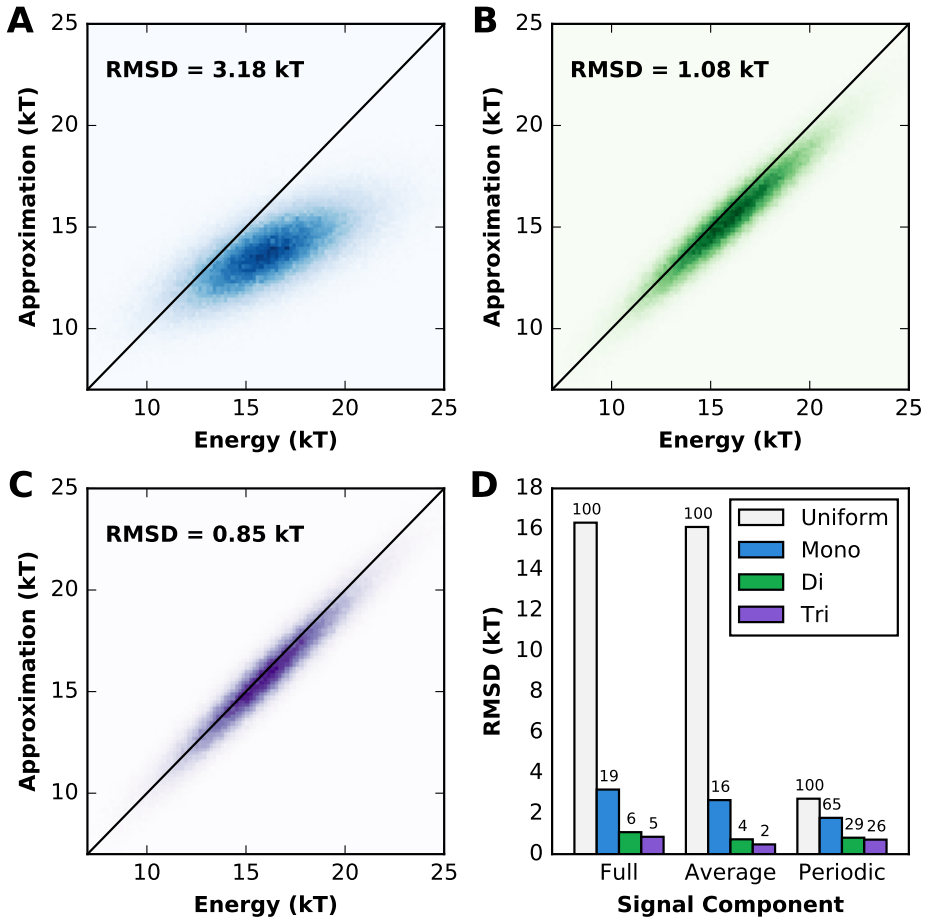 A
RMSD = 3.18 kT
Approximation (kT)
25
20
15
10
10 15 20 25
Energy (kT)
B
RMSD = 1.08 kT
Approximation (kT)
25
20
15
10
10 15 20 25
Energy (kT)
C
RMSD = 0.85 kT
Approximation (kT)
25
20
15
10
10 15 20 25
Energy (kT)
D
RMSD (kT)
18
16
14
12
10
8
6
4
2
0
Uniform
Mono
Di
Tri
100 19 6 5
100 16 4 2
100 65 29 26
Full Average Periodic
Signal Component